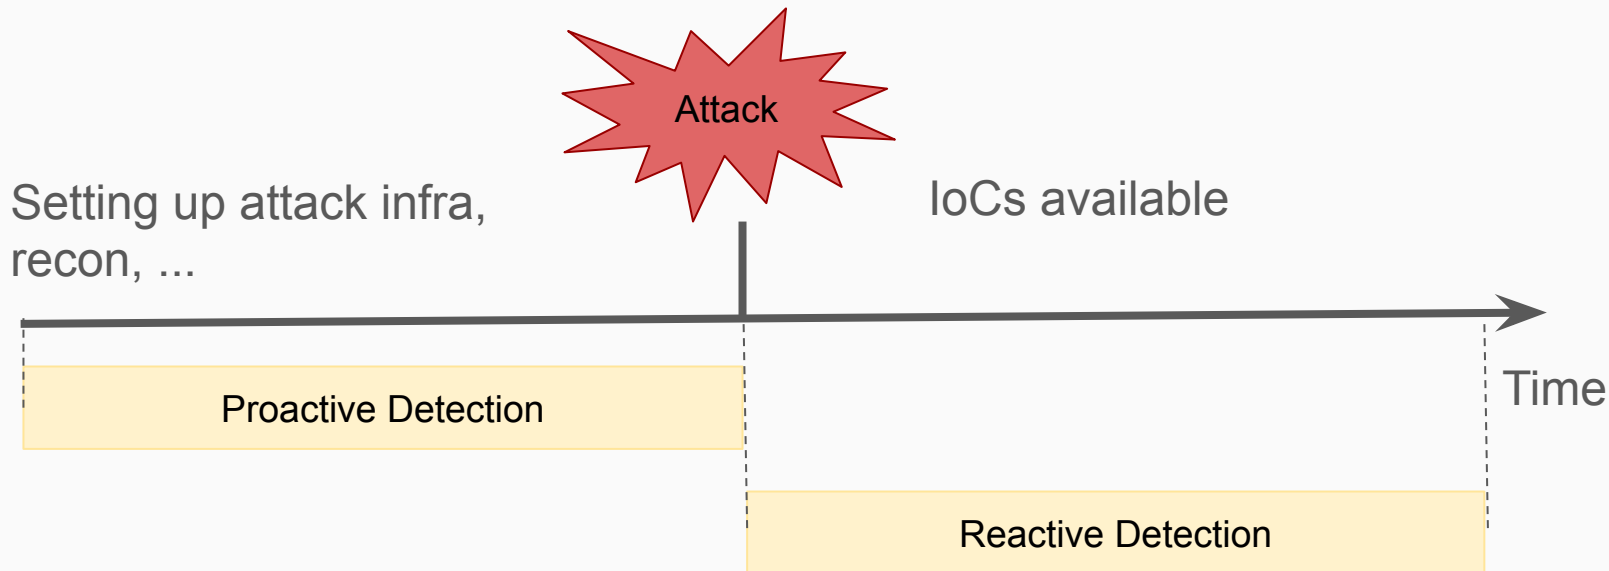 Attack
Setting up attack infra,
recon, ...
IoCs available
Time
Proactive Detection
Reactive Detection